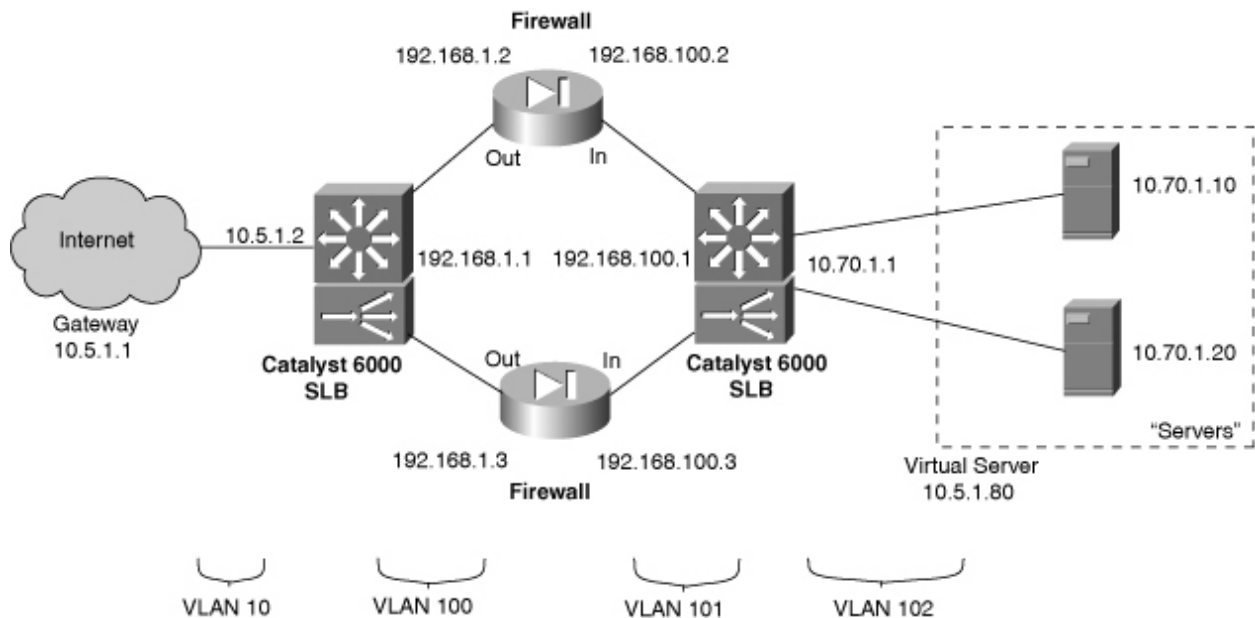 Firewall
192.168.1.2
192.168.100.2
Out
In
Internet
10.5.1.2
192.168.1.1
192.168.100.1
10.70.1.1
10.70.1.10
Gateway
10.5.1.1
Catalyst 6000
SLB
Out
In
Catalyst 6000
SLB
10.70.1.20
"Servers"
192.168.1.3
192.168.100.3
Firewall
Virtual Server
10.5.1.80
VLAN 10
VLAN 100
VLAN 101
VLAN 102